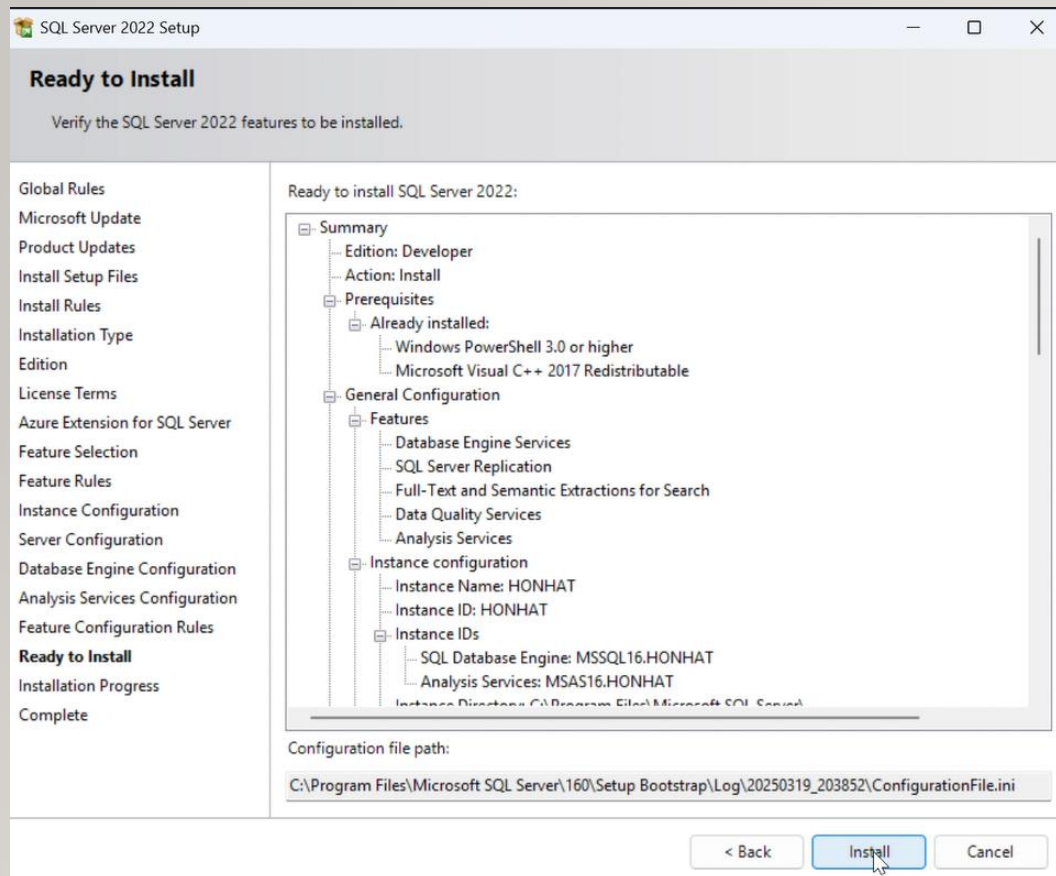 SQL Server 2022 Setup
Ready to Install
Verify the SQL Server 2022 features to be installed.
Global Rules
Microsoft Update
Product Updates
Install Setup Files
Install Rules
Installation Type
Edition
License Terms
Azure Extension for SQL Server
Feature Selection
Feature Rules
Instance Configuration
Server Configuration
Database Engine Configuration
Analysis Services Configuration
Feature Configuration Rules
Ready to Install
Installation Progress
Complete
Ready to install SQL Server 2022:
Summary
Edition: Developer
Action: Install
Prerequisites
Already installed:
Windows PowerShell 3.0 or higher
Microsoft Visual C++ 2017 Redistributable
General Configuration
Features
Database Engine Services
SQL Server Replication
Full-Text and Semantic Extractions for Search
Data Quality Services
Analysis Services
Instance configuration
Instance Name: HONHAT
Instance ID: HONHAT
Instance IDs
SQL Database Engine: MSSQL16.HONHAT
Analysis Services: MSAS16.HONHAT
Instance Directory: C:\Program Files\Microsoft SQL Server\
Configuration file path:
C:\Program Files\Microsoft SQL Server\160\Setup Bootstrap\Log\20250319_203852\ConfigurationFile.ini
< Back
Install
Cancel